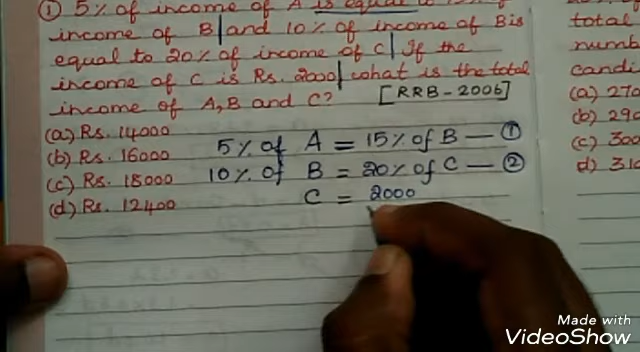 ① 5% of income of A is equal to 15% of
income of B and 10% of income of B is
equal to 20% of income of C. If the
income of C is Rs. 2000, what is the total
income of A, B and C? [RRB-2006]
(a) Rs. 14000
(b) Rs. 16000
(c) Rs. 18000
(d) Rs. 12400
5% of A = 15% of B — ①
10% of B = 20% of C — ②
C = 2000
total
numb
candi
(a) 270
(b) 290
(c) 300
d) 310
Made with
VideoShow